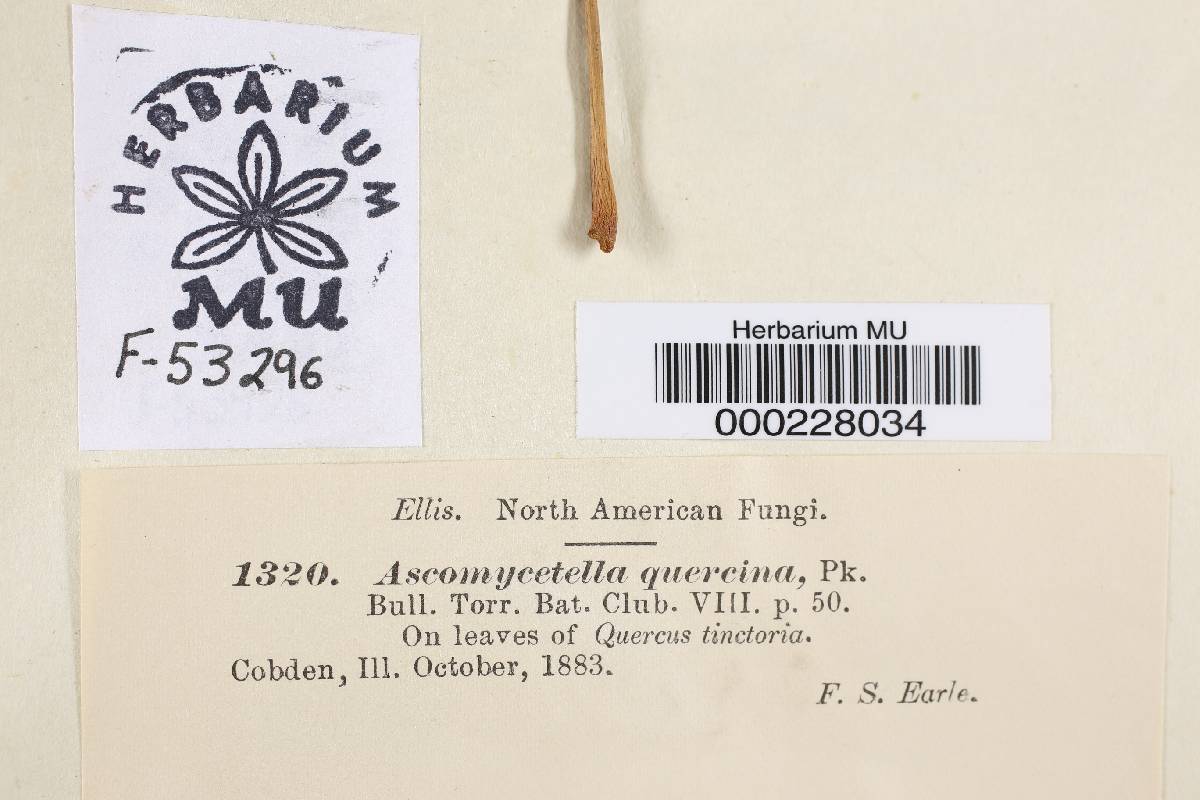 HERBARIUM
MU
F-53296
Herbarium MU
000228034
Ellis. North American Fungi.
1320. Ascomycetella quercina, Pk.
Bull. Torr. Bat. Club. VIII. p. 50.
On leaves of Quercus tinctoria.
Cobden, Ill. October, 1883.
F. S. Earle.